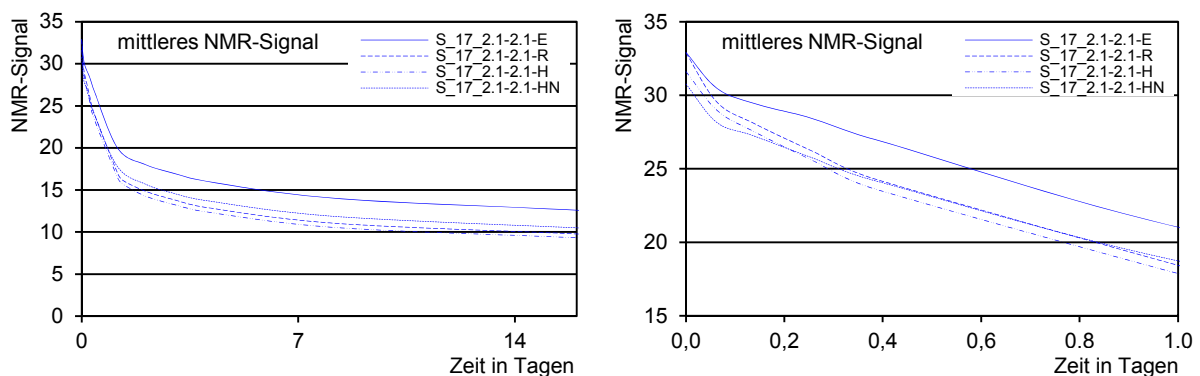 NMR-Signal
35
30
25
20
15
10
5
0
mittleres NMR-Signal
S_17_2.1-2.1-E
S_17_2.1-2.1-R
S_17_2.1-2.1-H
S_17_2.1-2.1-HN
0
7
14
Zeit in Tagen
NMR-Signal
35
30
25
20
15
mittleres NMR-Signal
S_17_2.1-2.1-E
S_17_2.1-2.1-R
S_17_2.1-2.1-H
S_17_2.1-2.1-HN
0,0
0,2
0,4
0,6
0.8
1.0
Zeit in Tagen